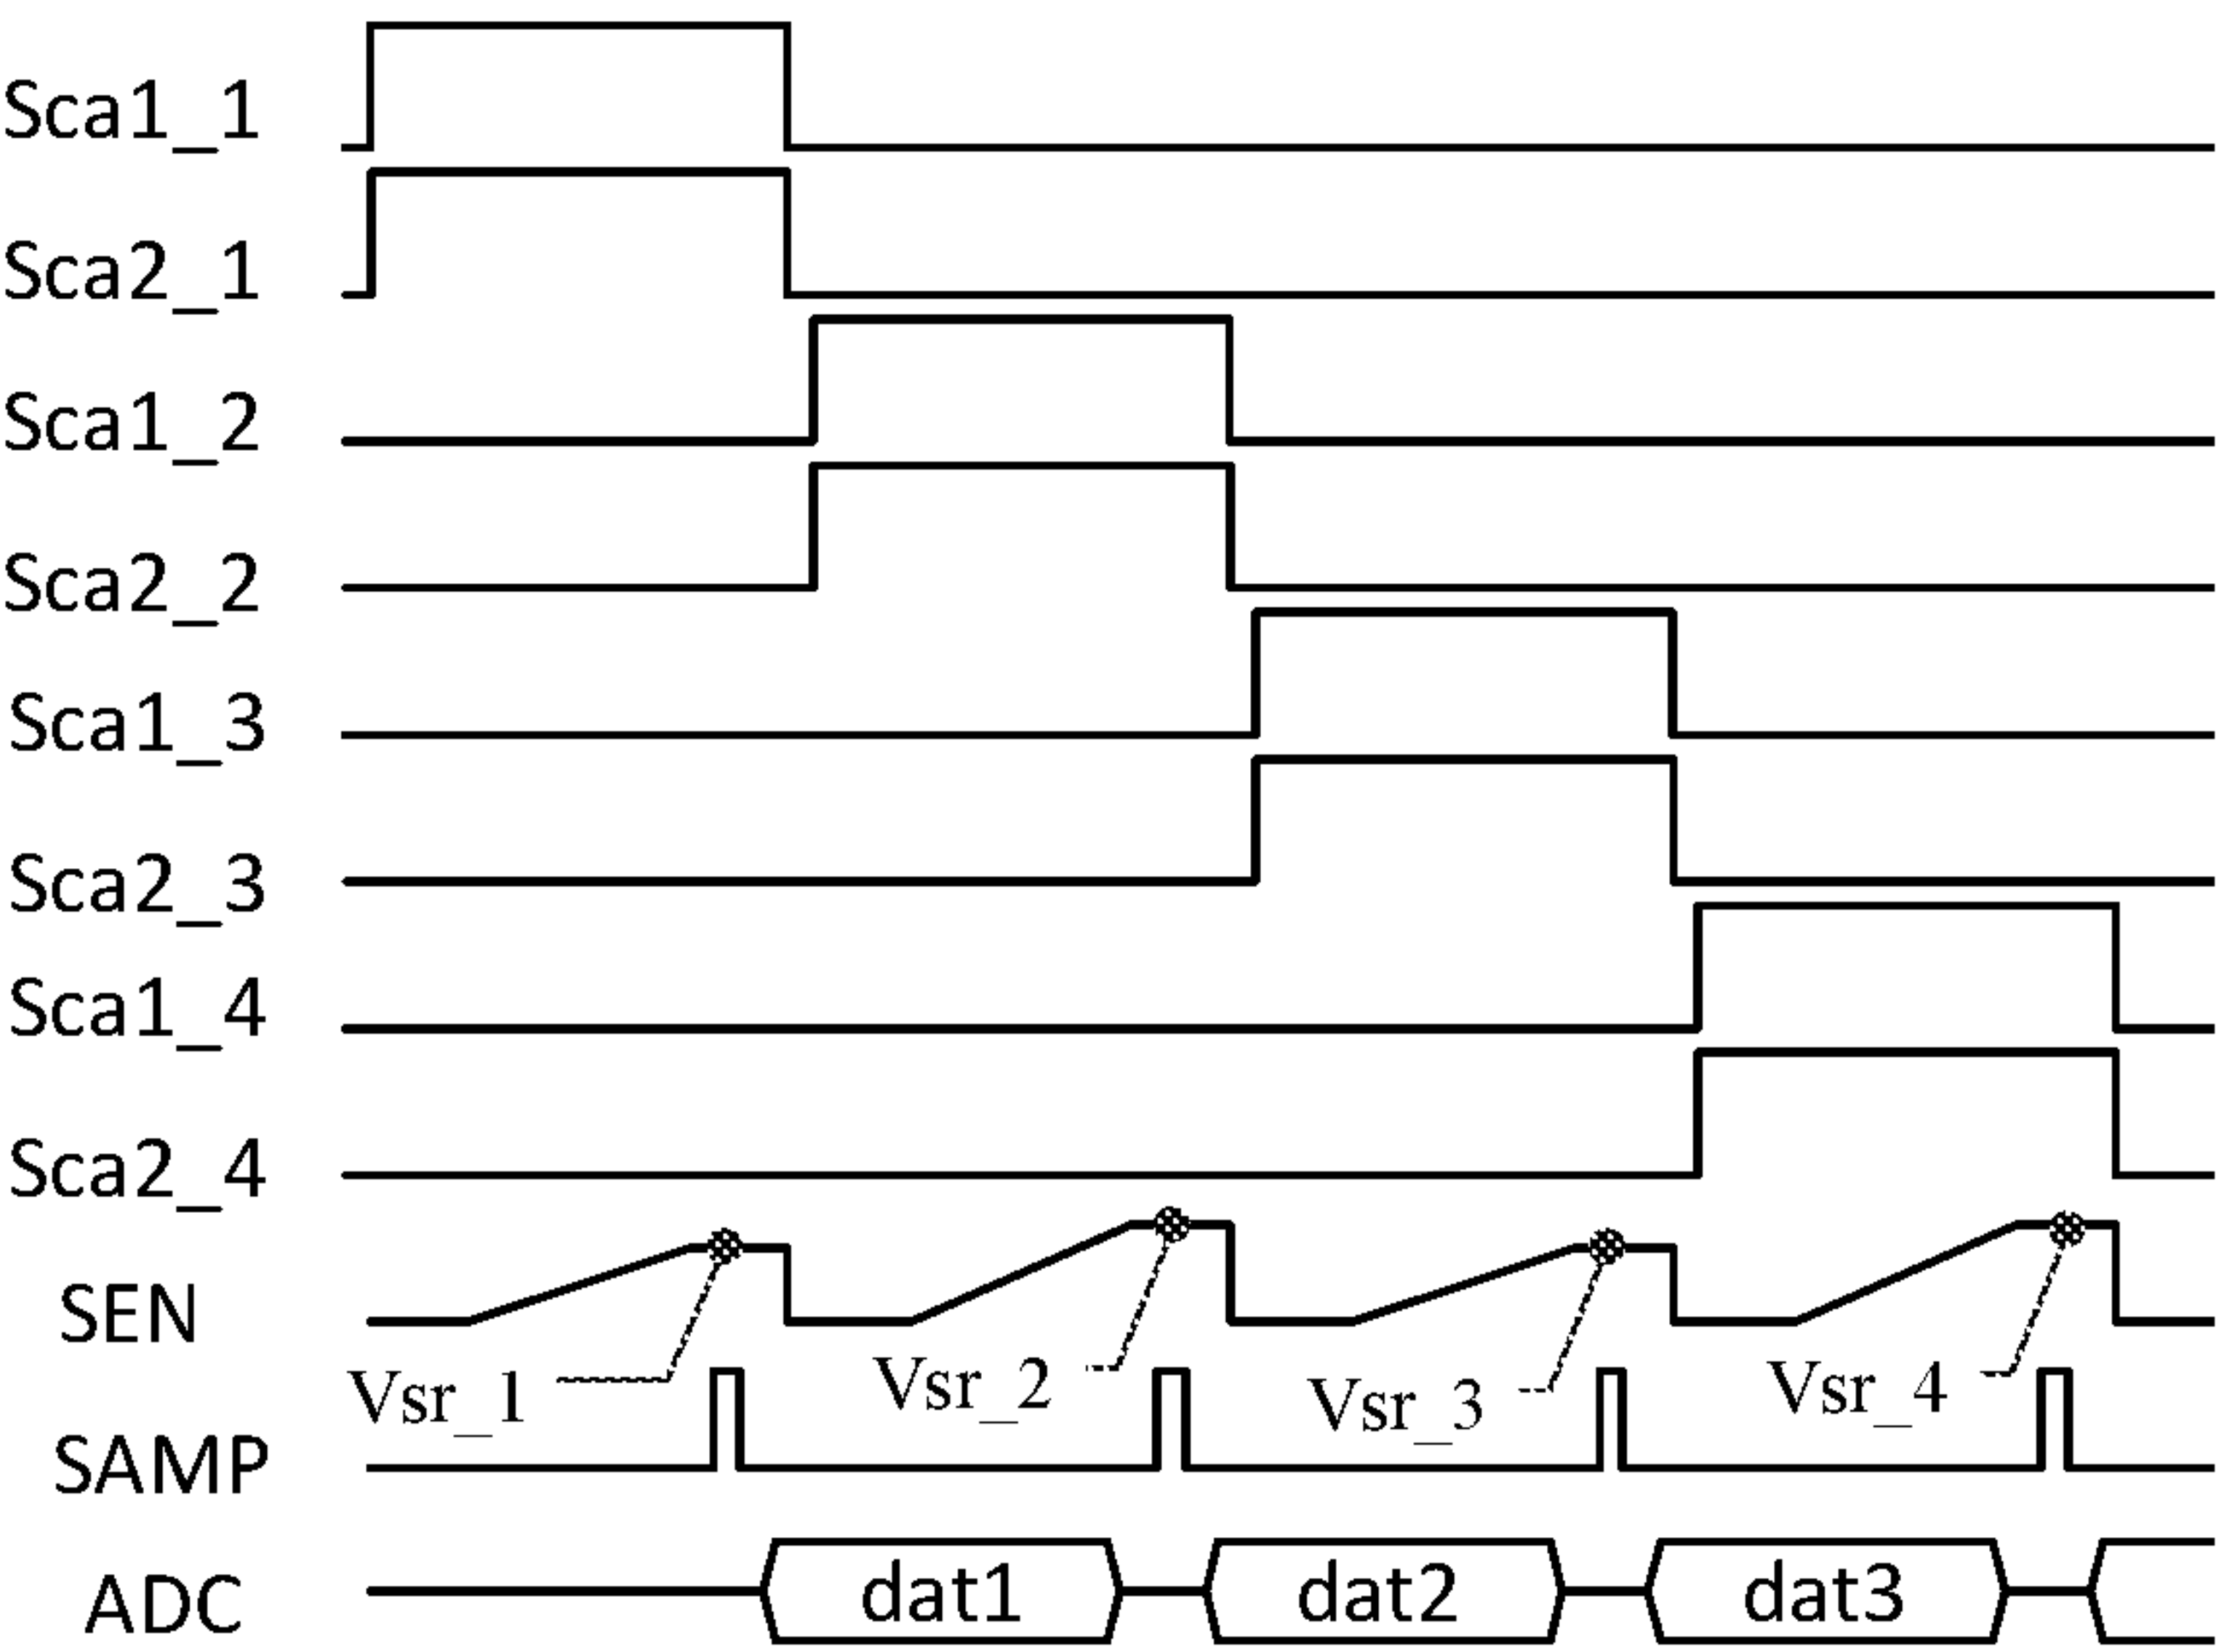 Sca1_1
Sca2_1
Sca1_2
Sca2_2
Sca1_3
Sca2_3
Sca1_4
Sca2_4
SEN
Vsr_1 Vsr_2 Vsr_3 Vsr_4
SAMP
ADC dat1 dat2 dat3